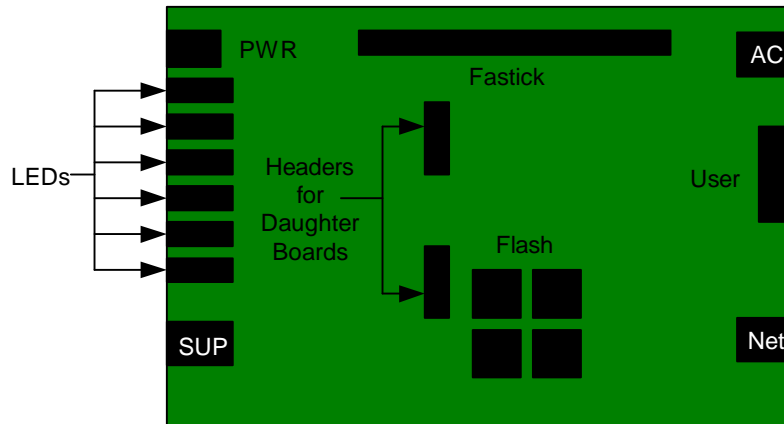 PWR
AC
Fastick
LEDs
Headers
for
Daughter
Boards
User
Flash
SUP
Net